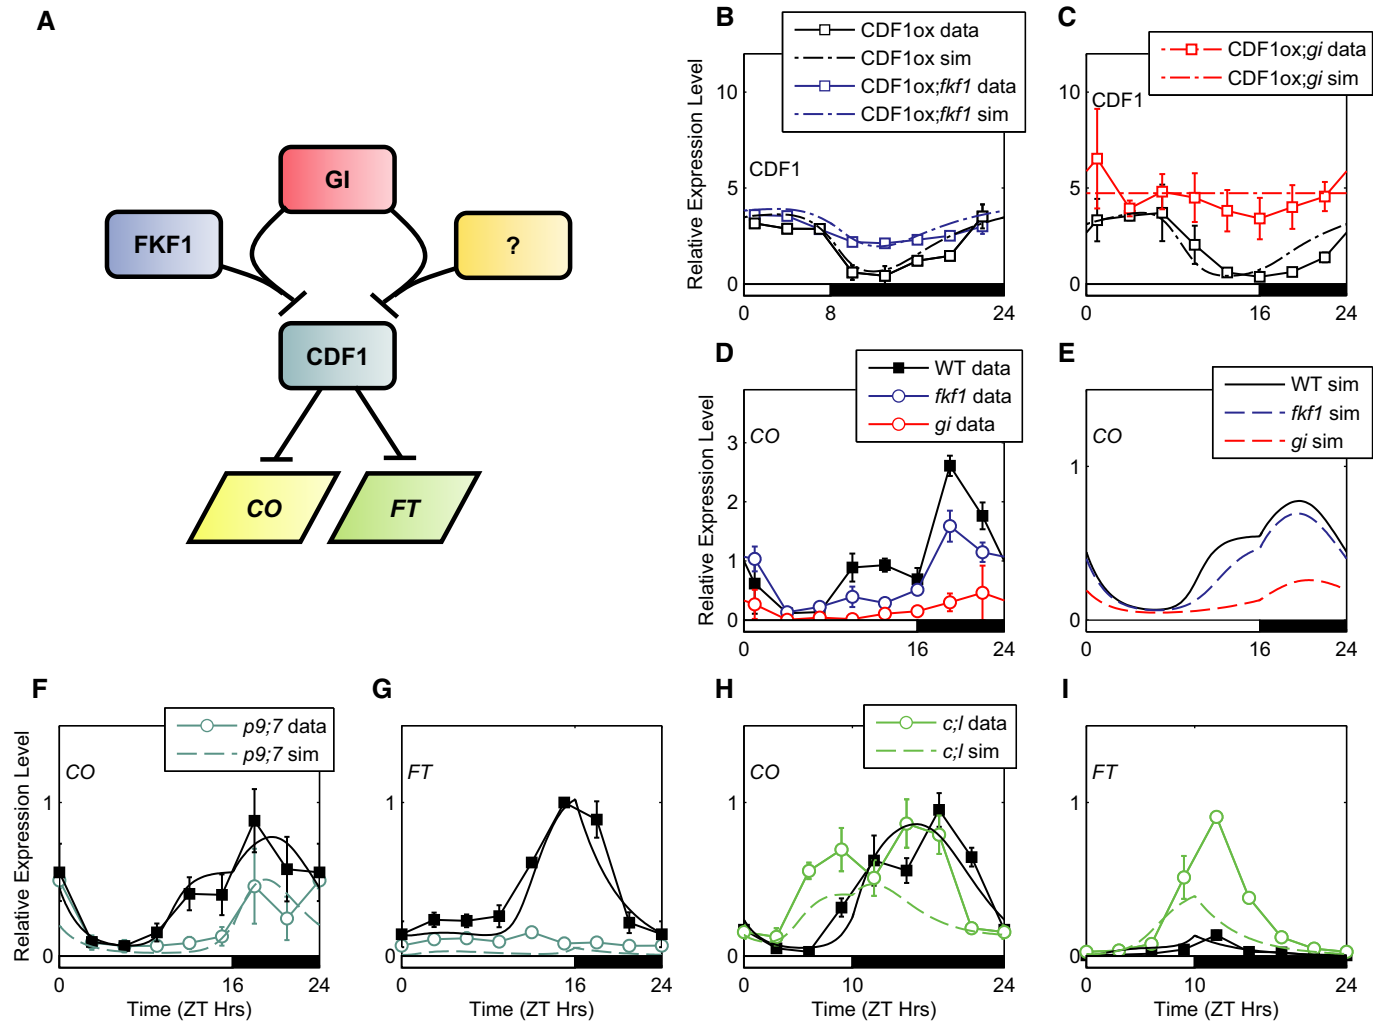 A
GI
FKF1
?
CDF1
CO
FT
B
CDF1ox data
CDF1ox sim
CDF1ox;fkf1 data
CDF1ox;fkf1 sim
Relative Expression Level
10
5
0
CDF1
8
24
C
CDF1ox;gi data
CDF1ox;gi sim
10
5
0
CDF1
16
24
D
WT data
fkf1 data
gi data
Relative Expression Level
3
2
1
0
CO
16
24
E
WT sim
fkf1 sim
gi sim
1
0
CO
16
24
F
p9;7 data
p9;7 sim
Relative Expression Level
1
0
CO
0
16
24
Time (ZT Hrs)
G
1
0
FT
0
16
24
Time (ZT Hrs)
H
c;l data
c;l sim
1
0
CO
0
10
24
Time (ZT Hrs)
I
1
0
FT
0
10
24
Time (ZT Hrs)